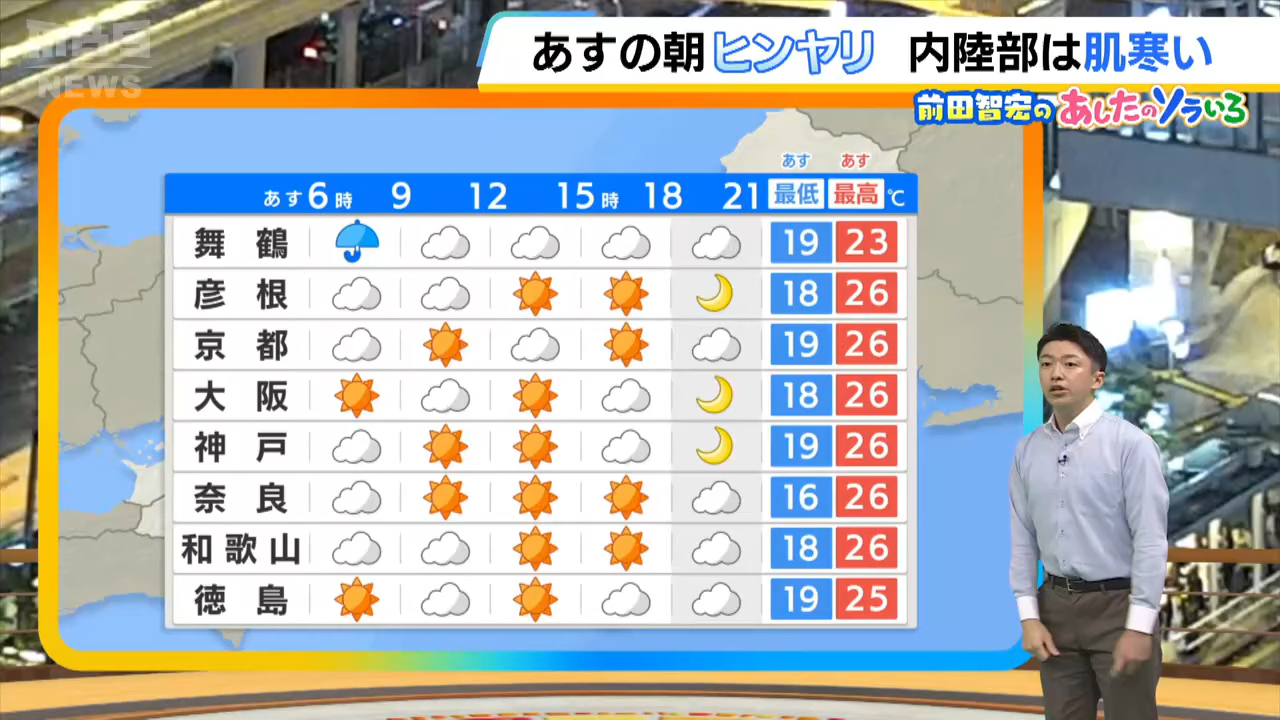 NEWS
あすの朝ヒンヤリ 内陸部は肌寒い
前田智宏の あしたのソラいろ
あす あす
あす6時 9 12 15時 18 21 最低 最高 ℃
舞鶴 19 23
彦根 18 26
京都 19 26
大阪 18 26
神戸 19 26
奈良 16 26
和歌山 18 26
徳島 19 25